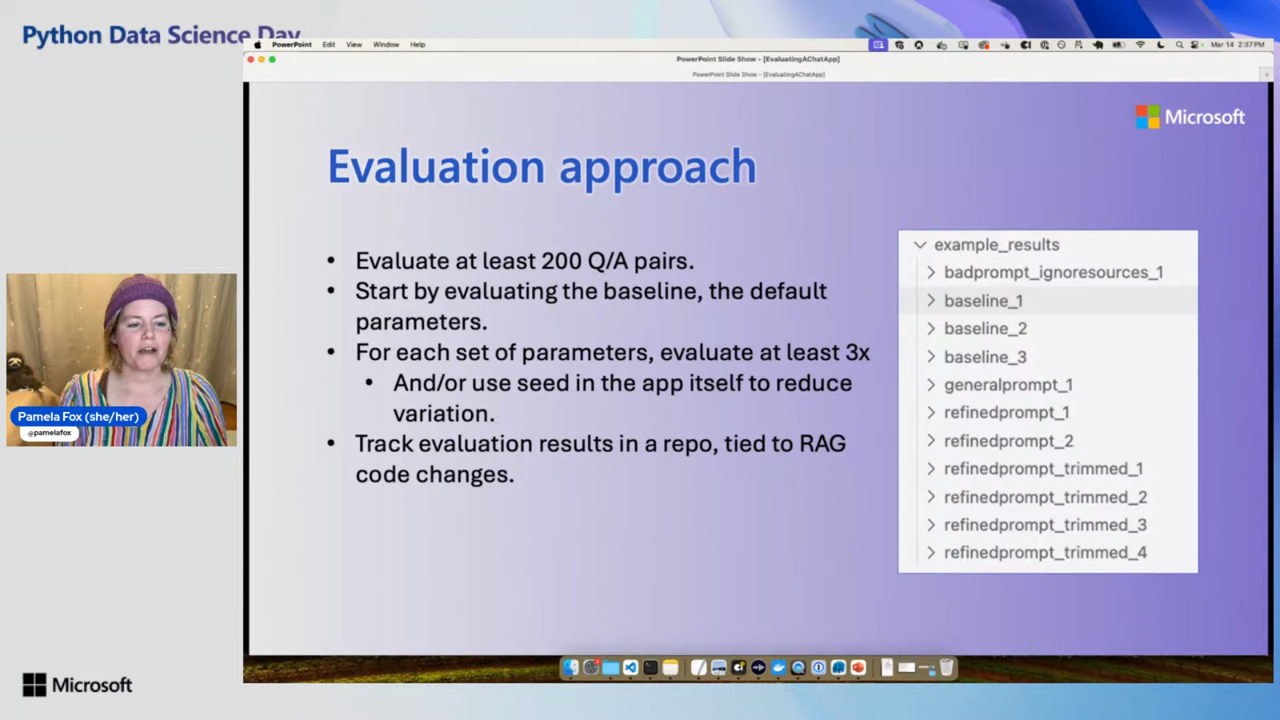 Python Data Science Day
PowerPoint Edit View Window Help
Mar 14 2:37 PM
PowerPoint Slide Show - [EvaluatingAChatApp]
PowerPoint Slide Show - [EvaluatingAChatApp]
Microsoft
Evaluation approach
• Evaluate at least 200 Q/A pairs.
• Start by evaluating the baseline, the default
parameters.
• For each set of parameters, evaluate at least 3x
• And/or use seed in the app itself to reduce
variation.
• Track evaluation results in a repo, tied to RAG
code changes.
example_results
badprompt_ignoresources_1
baseline_1
baseline_2
baseline_3
generalprompt_1
refinedprompt_1
refinedprompt_2
refinedprompt_trimmed_1
refinedprompt_trimmed_2
refinedprompt_trimmed_3
refinedprompt_trimmed_4
Pamela Fox (she/her)
@pamelafox
Microsoft